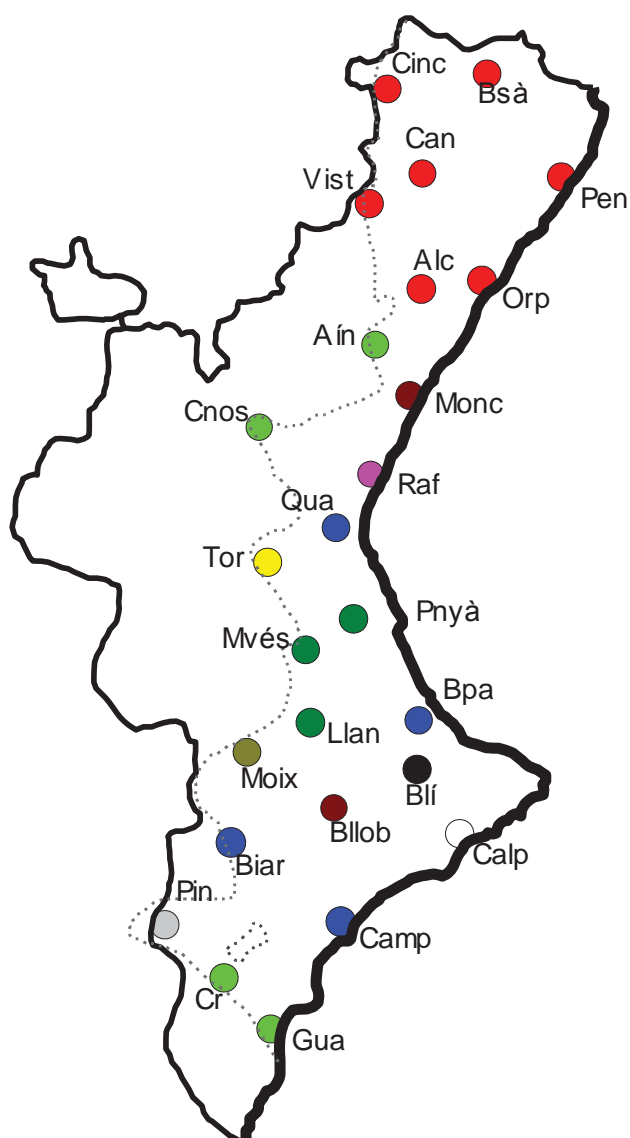 Cinc
Bsà
Can
Vist
Pen
Alc
Orp
Aín
Monc
Cnos
Raf
Qua
Tor
Pnyà
Mvés
Bpa
Llan
Moix
Blí
Bllob
Calp
Biar
Pin
Camp
Cr
Gua